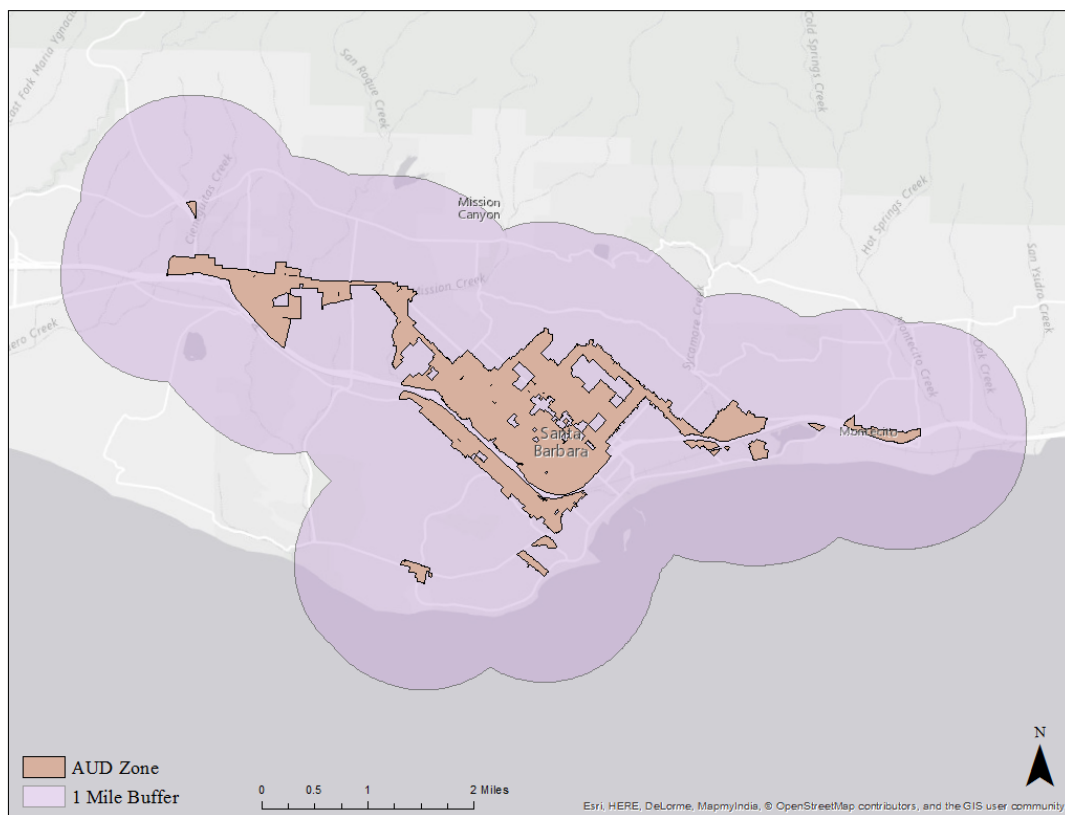 East Fork Maria Ygnacio
San Roque Creek
Cold Springs Creek
Cieneguitas Creek
Mission
Canyon
Hot Springs Creek
San Ysidro Creek
Mission Creek
Sycamore Creek
Montecito Creek
Oak Creek
ero Creek
Santa
Barbara
Montecito
N
AUD Zone
1 Mile Buffer
0 0.5 1 2 Miles
Esri, HERE, DeLorme, MapmyIndia, © OpenStreetMap contributors, and the GIS user community